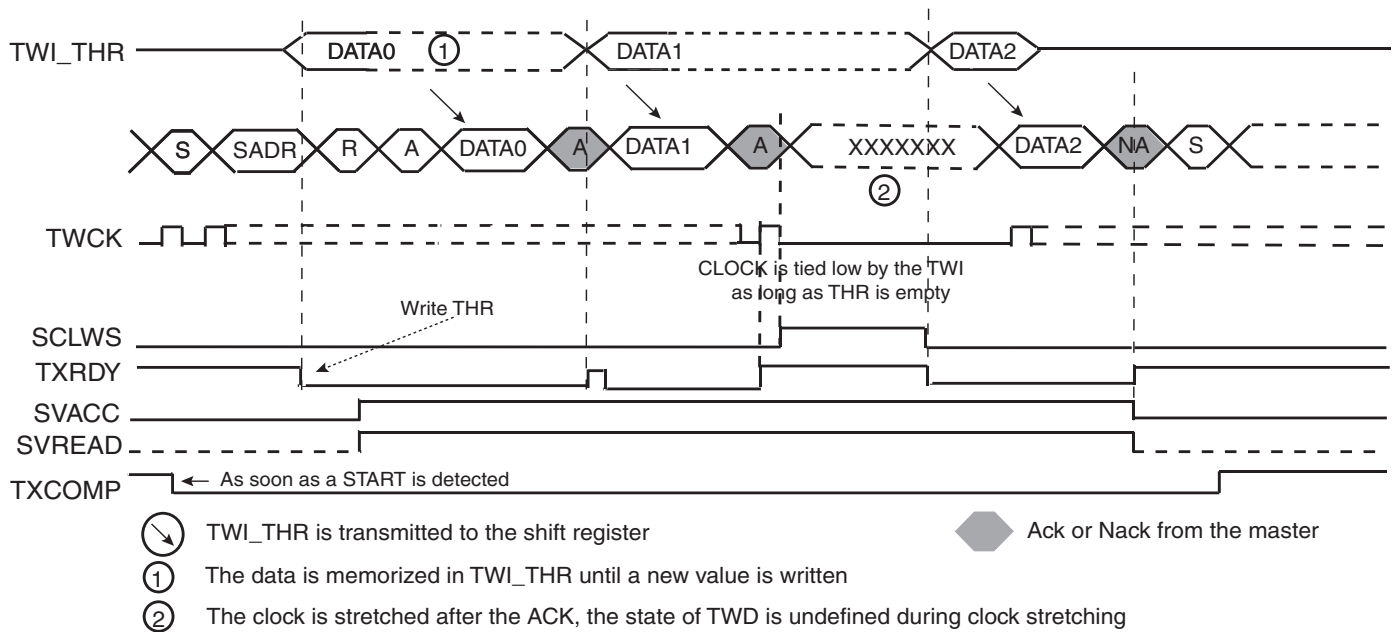 TWI_THR DATA0 1 DATA1 DATA2
S SADR R A DATA0 A DATA1 A XXXXXXX DATA2 NA S
2
TWCK
CLOCK is tied low by the TWI
as long as THR is empty
Write THR
SCLWS
TXRDY
SVACC
SVREAD
TXCOMP As soon as a START is detected
TWI_THR is transmitted to the shift register Ack or Nack from the master
1 The data is memorized in TWI_THR until a new value is written
2 The clock is stretched after the ACK, the state of TWD is undefined during clock stretching